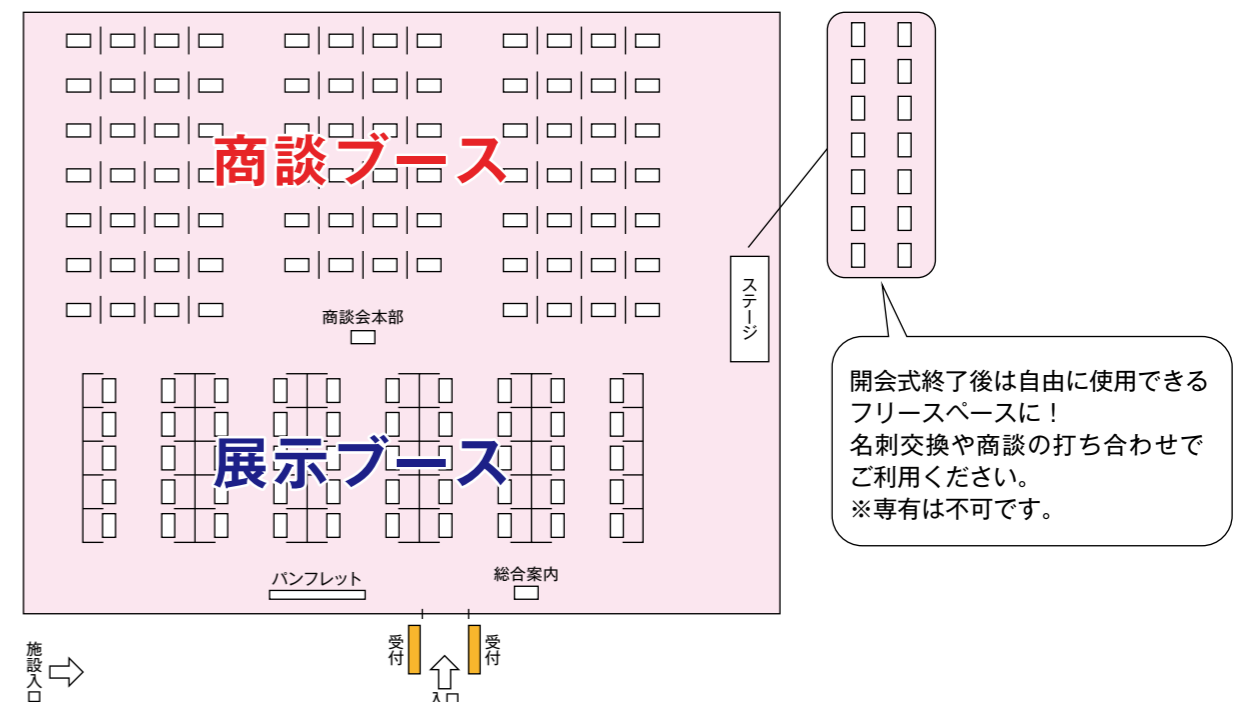 商談ブース
商談会本部
ステージ
展示ブース
パンフレット
総合案内
受付
受付
入口
施設入口
開会式終了後は自由に使用できる
フリースペースに！
名刺交換や商談の打ち合わせで
ご利用ください。
※専有は不可です。